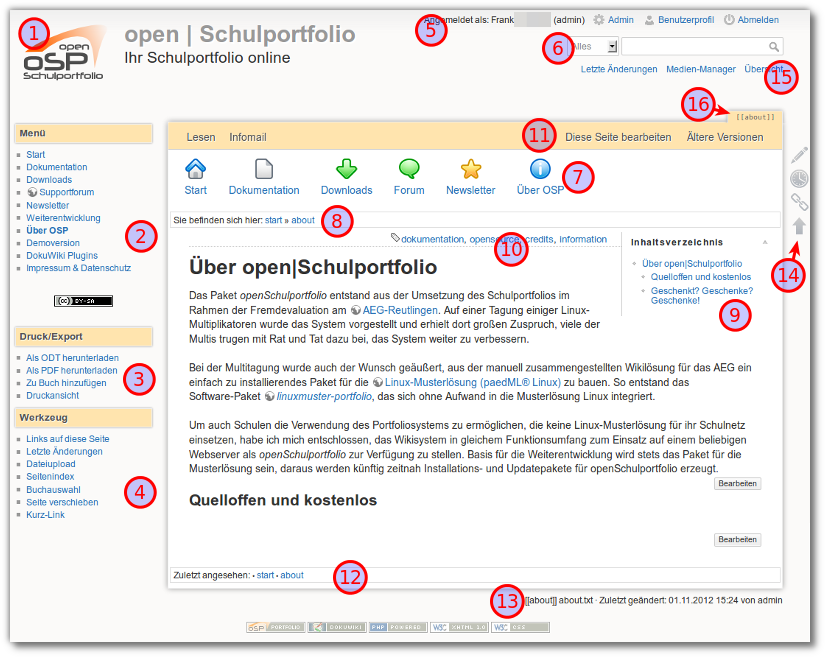 1
open
OSP
Schulportfolio
open | Schulportfolio
Ihr Schulportfolio online
5
Angemeldet als: Frank (admin) Admin Benutzerprofil Abmelden
6 Alles
Letzte Änderungen Medien-Manager Übersicht
15
16 [[about]]
Menü
Start
Dokumentation
Downloads
Supportforum
Newsletter
Weiterentwicklung
Über OSP
Demoversion
DokuWiki Plugins
Impressum & Datenschutz
2
(cc) BY-SA
Druck/Export
Als ODT herunterladen
Als PDF herunterladen
Zu Buch hinzufügen
Druckansicht
3
Werkzeug
Links auf diese Seite
Letzte Änderungen
Dateiupload
Seitenindex
Buchauswahl
Seite verschieben
Kurz-Link
4
Lesen Infomail 11 Diese Seite bearbeiten Ältere Versionen
Start Dokumentation Downloads Forum Newsletter Über OSP 7
Sie befinden sich hier: start » about 8
dokumentation, opensource, credits, information
10
Inhaltsverzeichnis
Über open|Schulportfolio
Quelloffen und kostenlos
Geschenkt? Geschenke?
Geschenke!
9
14
Über open|Schulportfolio
Das Paket openSchulportfolio entstand aus der Umsetzung des Schulportfolios im
Rahmen der Fremdevaluation am AEG-Reutlingen. Auf einer Tagung einiger Linux-
Multiplikatoren wurde das System vorgestellt und erhielt dort großen Zuspruch, viele der
Multis trugen mit Rat und Tat dazu bei, das System weiter zu verbessern.
Bei der Multitagung wurde auch der Wunsch geäußert, aus der manuell zusammengestellten Wikilösung für das AEG ein
einfach zu installierendes Paket für die Linux-Musterlösung (paedML® Linux) zu bauen. So entstand das
Software-Paket linuxmuster-portfolio, das sich ohne Aufwand in die Musterlösung Linux integriert.
Um auch Schulen die Verwendung des Portfoliosystems zu ermöglichen, die keine Linux-Musterlösung für ihr Schulnetz
einsetzen, habe ich mich entschlossen, das Wikisystem in gleichem Funktionsumfang zum Einsatz auf einem beliebigen
Webserver als openSchulportfolio zur Verfügung zu stellen. Basis für die Weiterentwicklung wird stets das Paket für die
Musterlösung sein, daraus werden künftig zeitnah Installations- und Updatepakete für openSchulportfolio erzeugt.
Bearbeiten
Quelloffen und kostenlos
Bearbeiten
Zuletzt angesehen: • start • about 12
13 [[about]] about.txt · Zuletzt geändert: 01.11.2012 15:24 von admin
OSP PORTFOLIO DOKUWIKI PHP POWERED W3C XHTML 1.0 W3C CSS